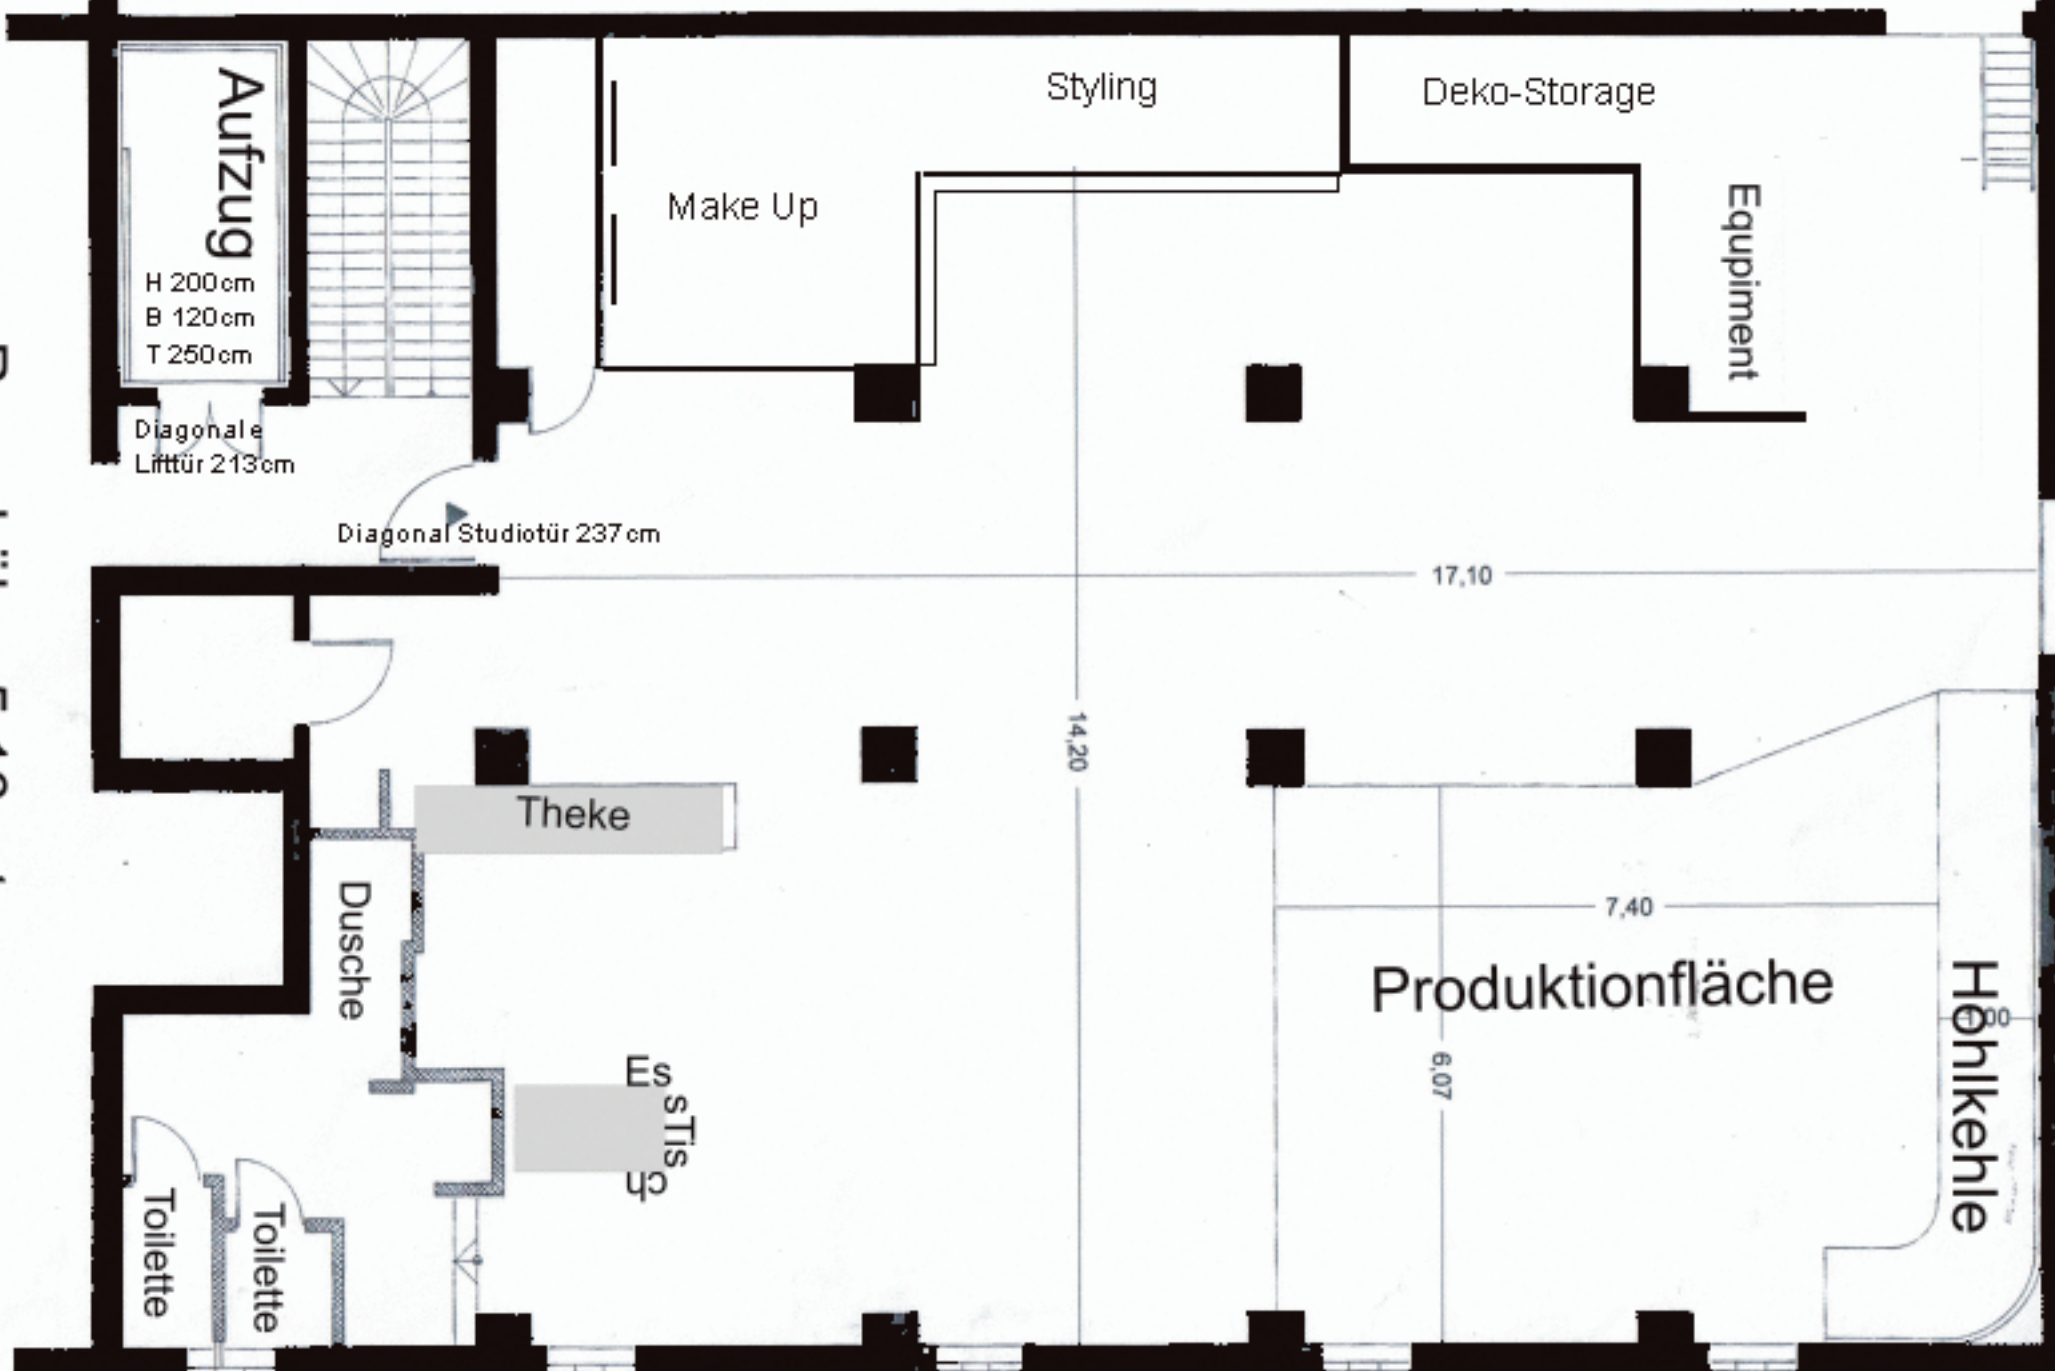 Aufzug
H 200cm
B 120cm
T 250cm
Diagonale
Lifttür 213cm
Diagonal Studiotür 237cm
Styling
Make Up
Deko-Storage
Equpiment
17,10
14,20
Theke
Dusche
Es
sTis
ch
Toilette
Toilette
7,40
Produktionfläche
6,07
Hohlkehle